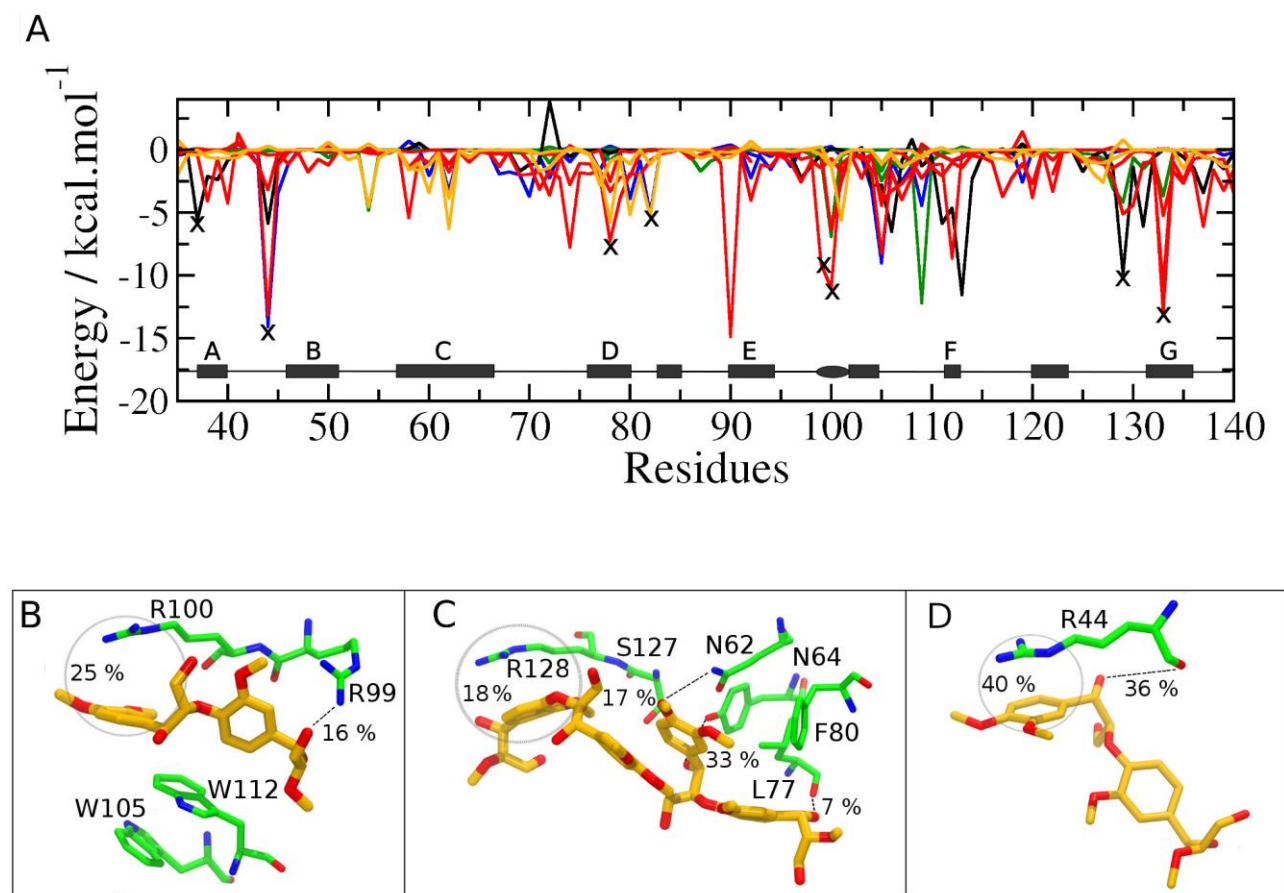 A
Energy / kcal.mol⁻¹
0
-5
-10
-15
-20
x x x x x x x x x
A B C D E F G
40 50 60 70 80 90 100 110 120 130 140
Residues
B
R100
25 %
R99
16 %
W112
W105
C
S127
N62
R128
N64
18%
17 %
F80
33 %
L77
7 %
D
R44
40 %
36 %